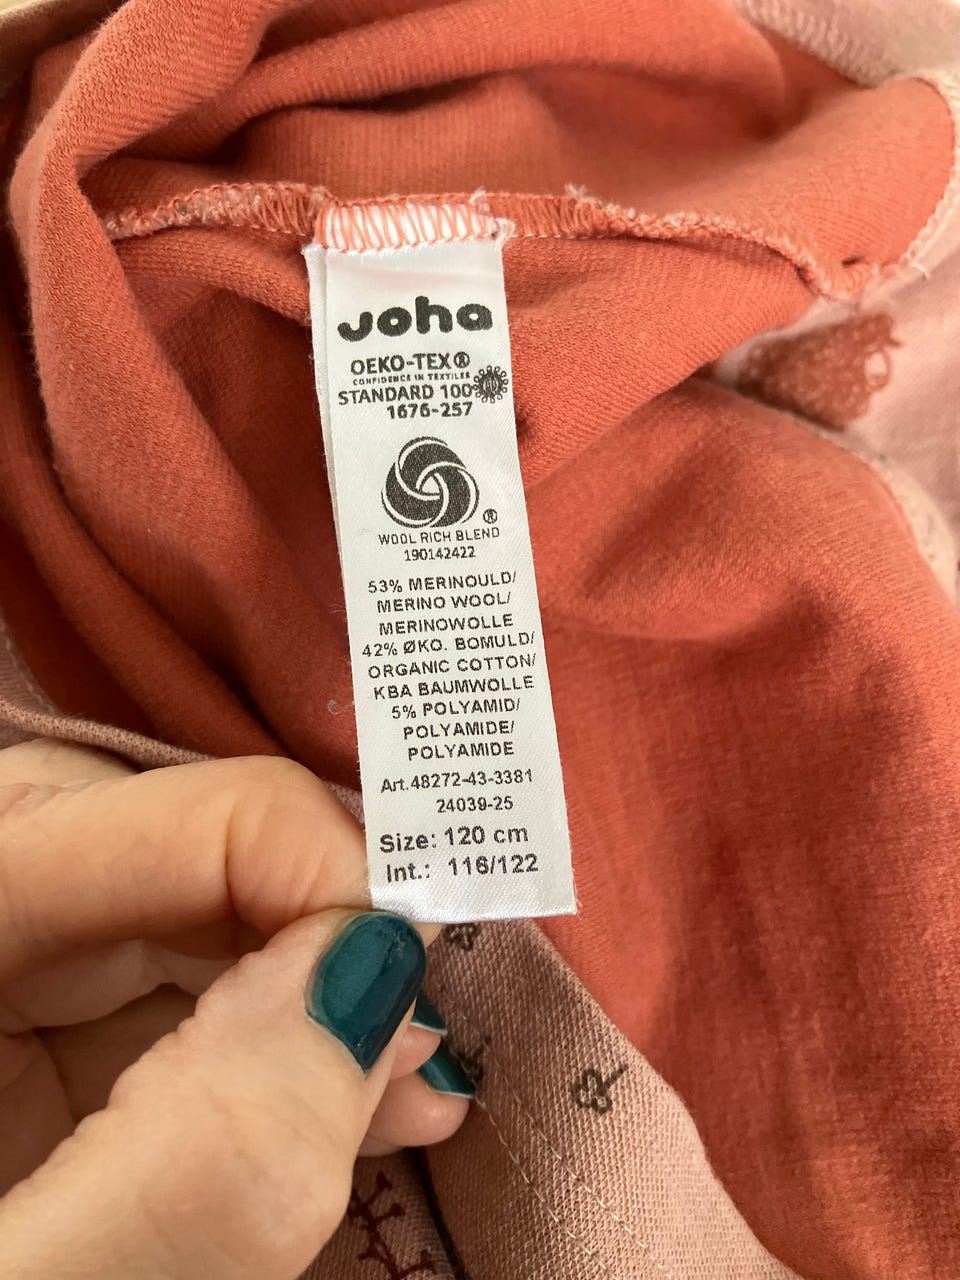 Joha
OEKO-TEX®
CONFIDENCE IN TEXTILES
STANDARD 100
1676-257
®
WOOL RICH BLEND
190142422
53% MERINOULD/
MERINO WOOL/
MERINOWOLLE
42% ØKO. BOMULD/
ORGANIC COTTON/
KBA BAUMWOLLE
5% POLYAMID/
POLYAMIDE/
POLYAMIDE
Art.48272-43-3381
24039-25
Size: 120 cm
Int.: 116/122